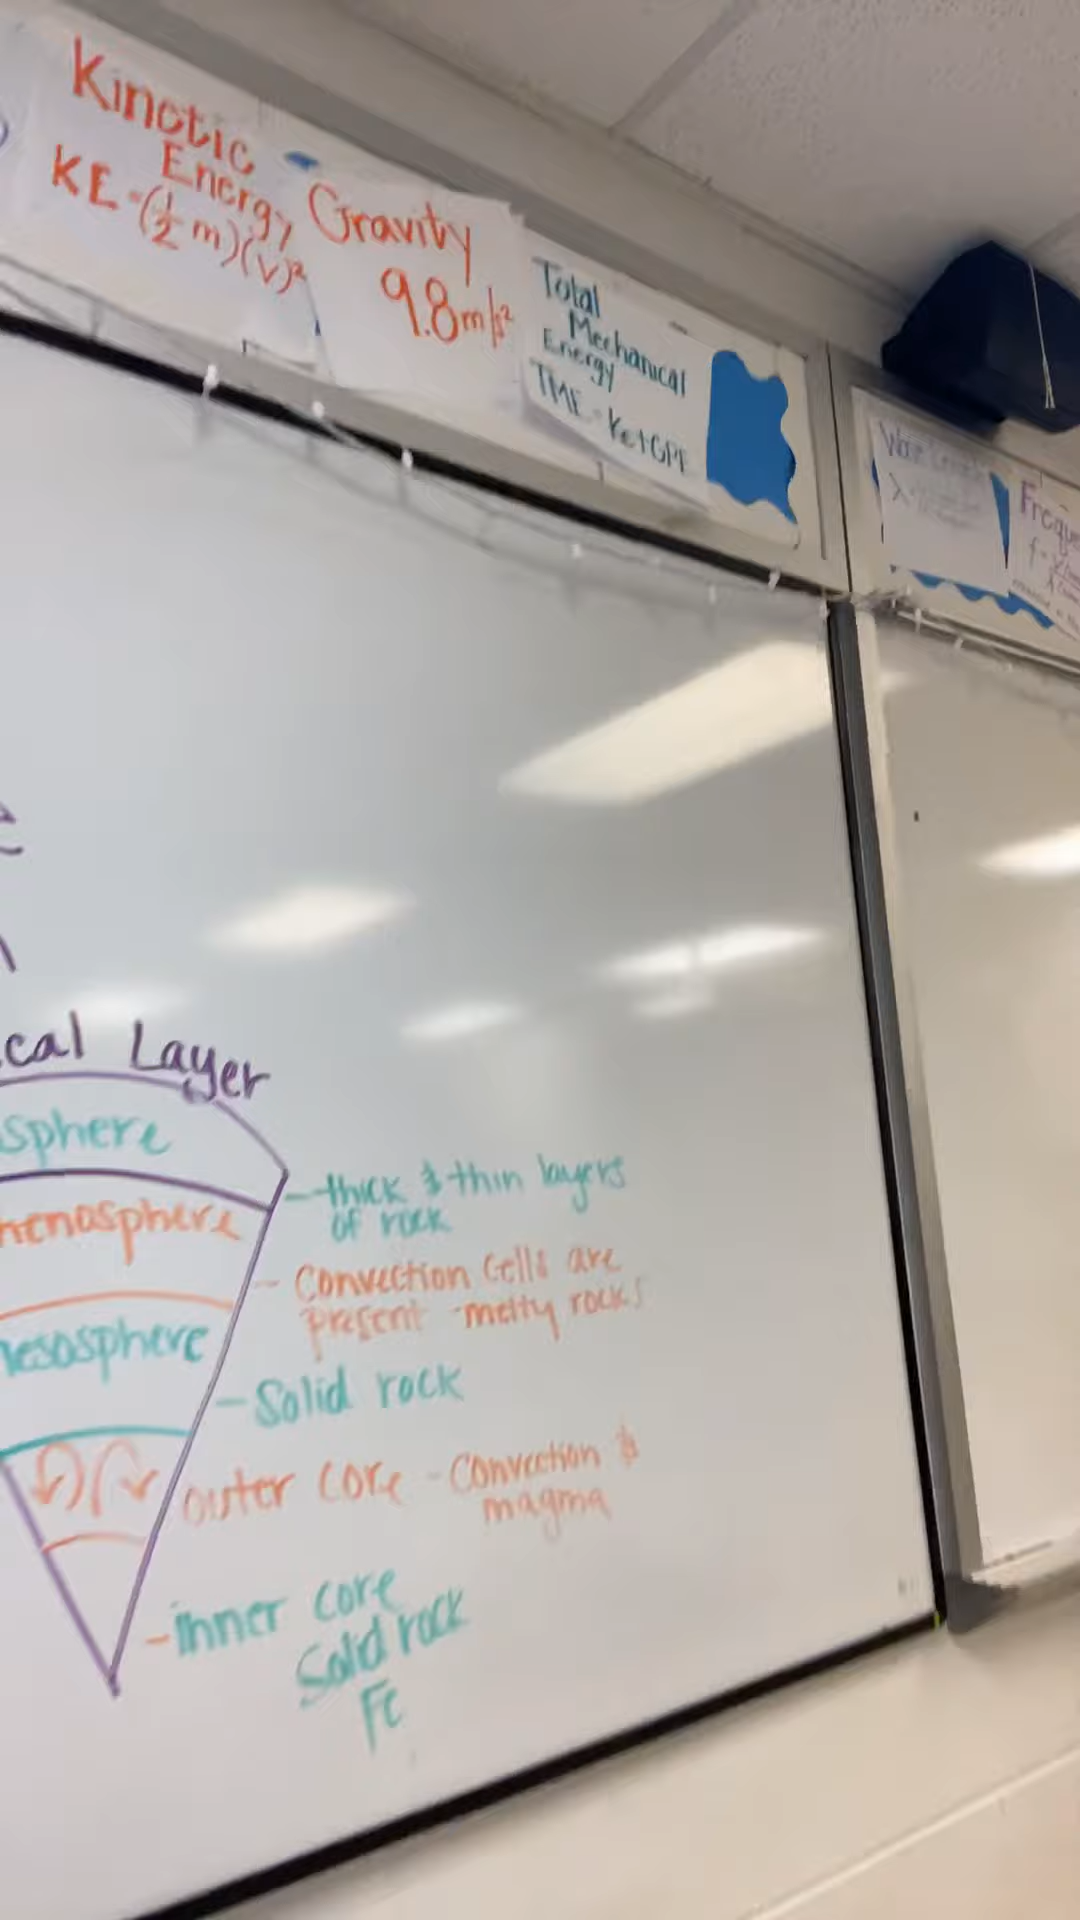 Kinetic
Energy
KE=(½ m)(v)²
Gravity
9.8m/s²
Total
Mechanical
Energy
TME=Ke+GPE
Freque
cal Layer
sphere
henosphere
esosphere
-thick & thin layers
of rock
- Convection Cells are
present -melty rocks
- Solid rock
outer core - Convection &
magma
-inner core
Solid rock
Fe